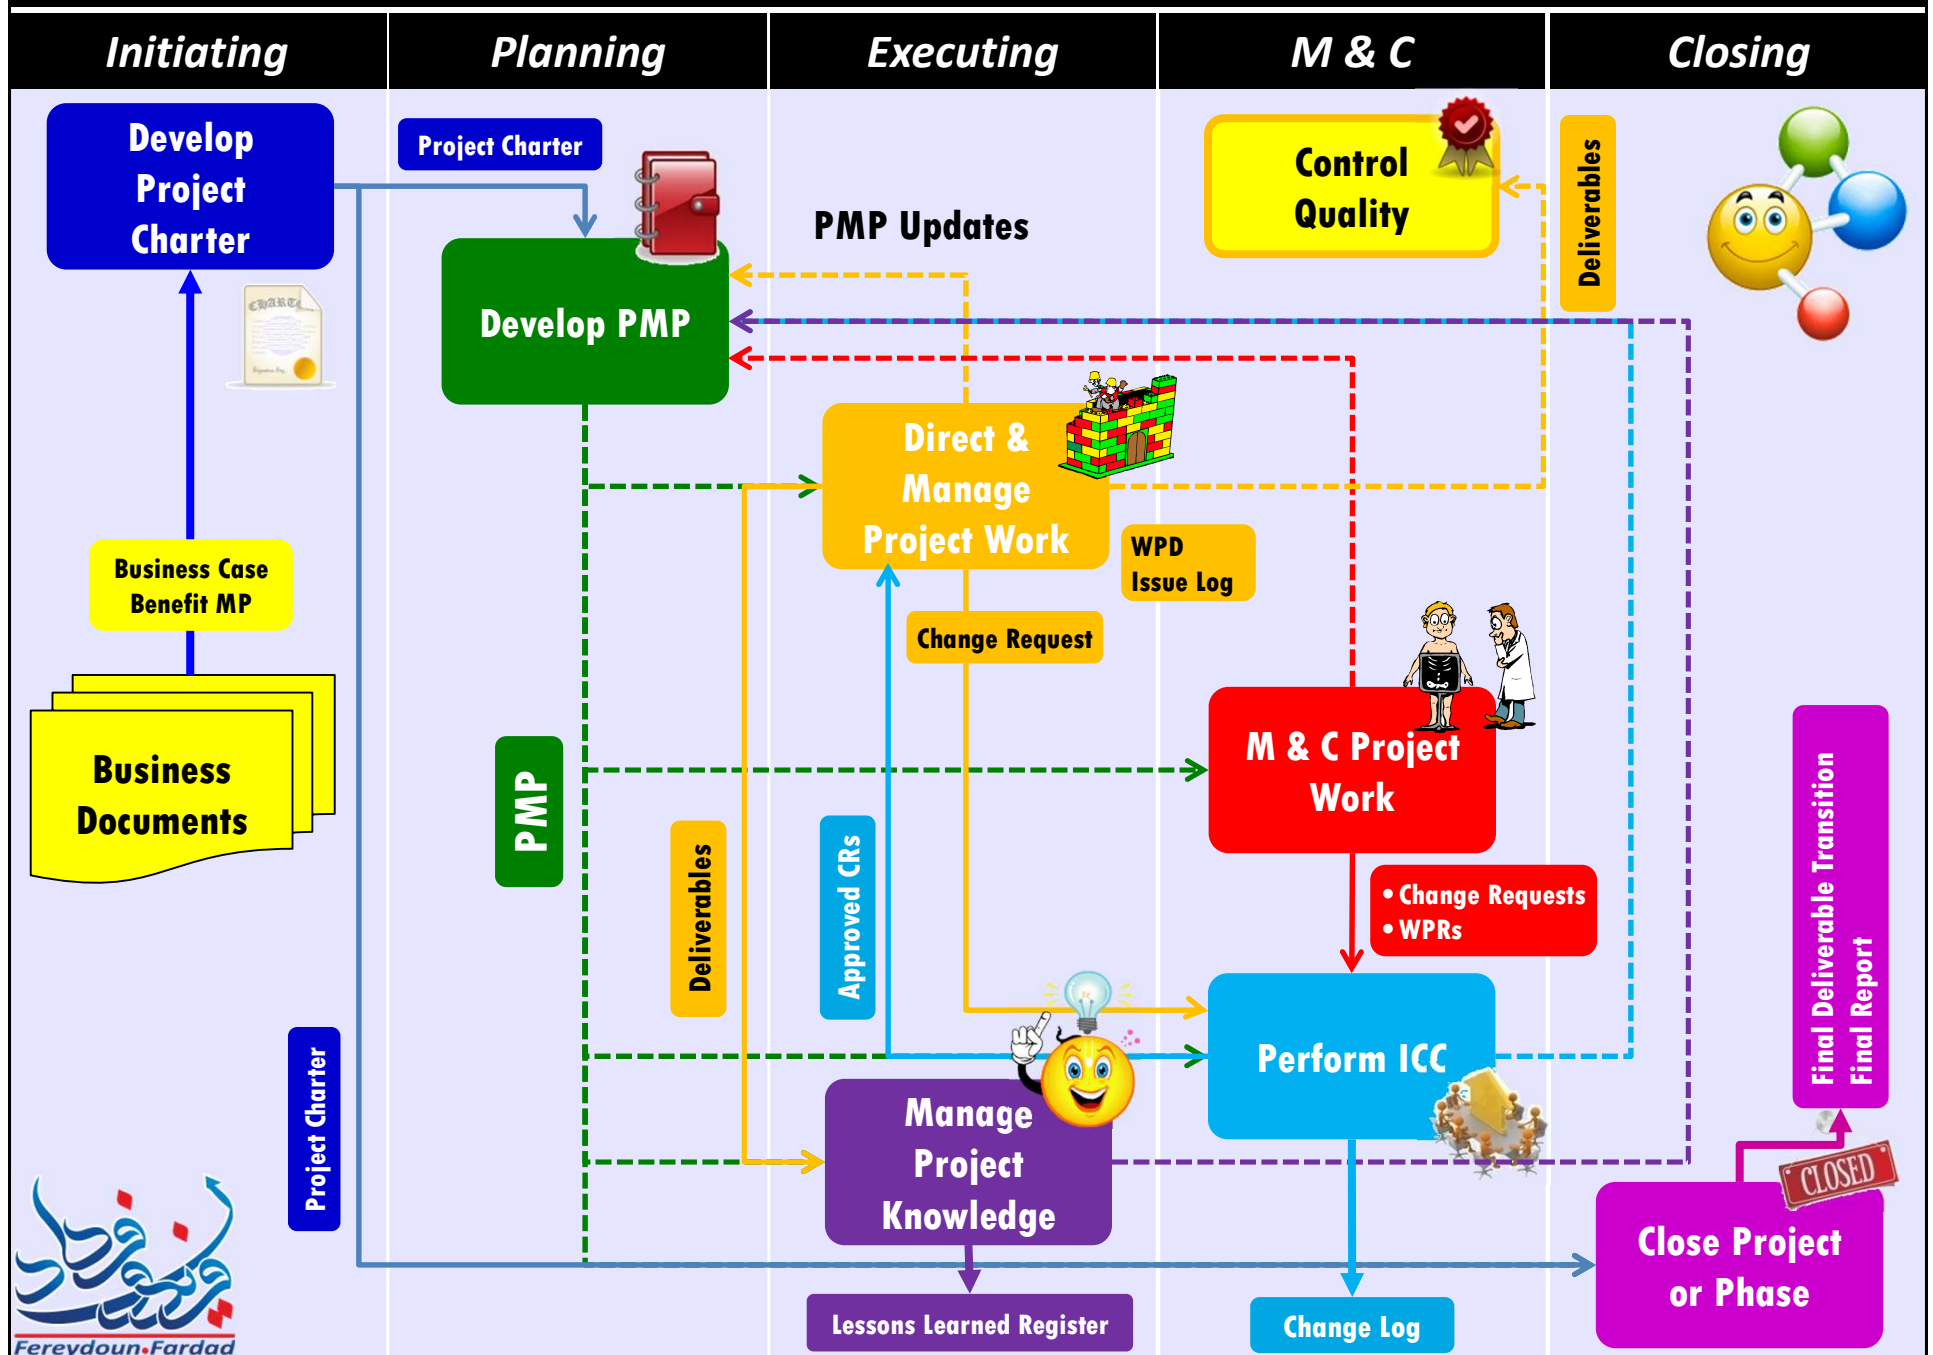 Initiating
Planning
Executing
M & C
Closing
Develop
Project
Charter
Project Charter
Control
Quality
Deliverables
PMP Updates
Develop PMP
CHARTE
Direct &
Manage
Project Work
WPD
Issue Log
Business Case
Benefit MP
Change Request
Business
Documents
PMP
M & C Project
Work
Deliverables
Approved CRs
• Change Requests
• WPRs
Final Deliverable Transition
Final Report
Project Charter
Perform ICC
Manage
Project
Knowledge
CLOSED
Close Project
or Phase
Lessons Learned Register
Change Log
فریدون فرداد
Fereydoun•Fardad